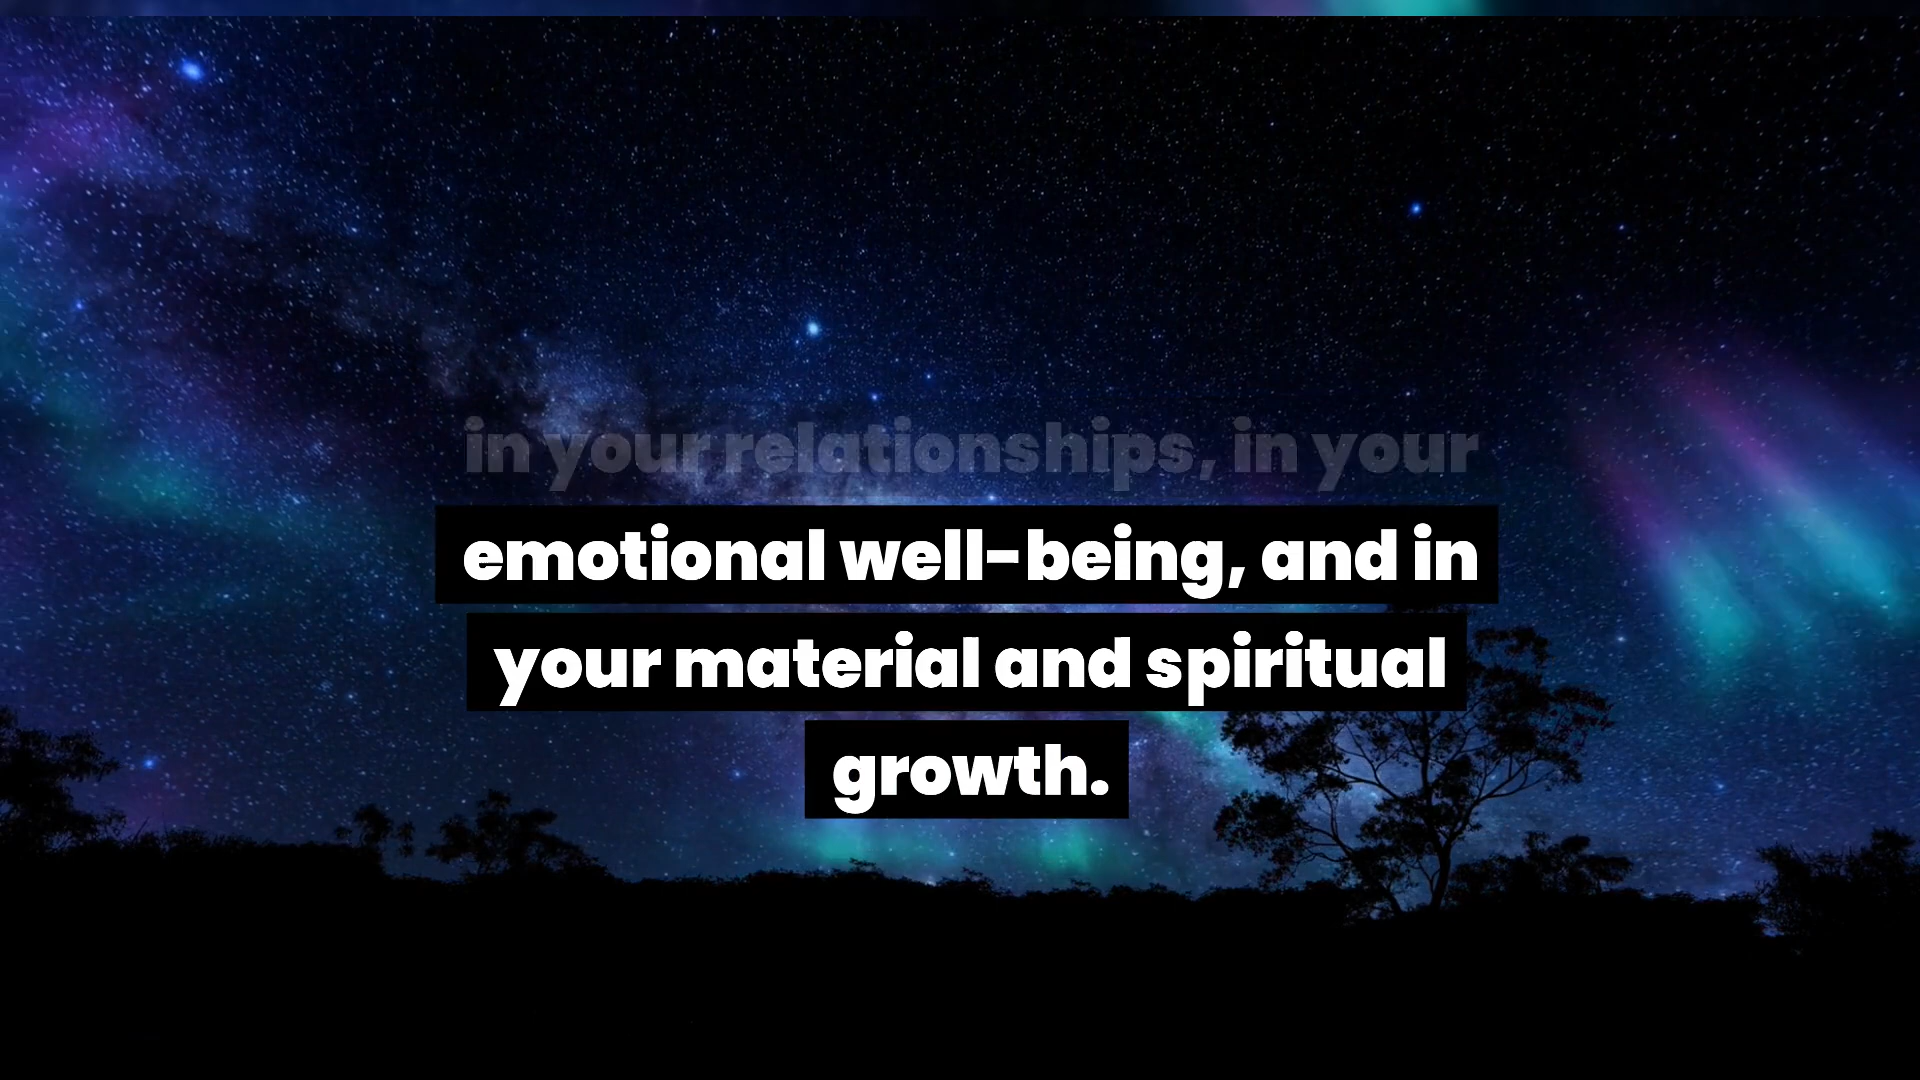 in your relationships, in your
emotional well-being, and in
your material and spiritual
growth.